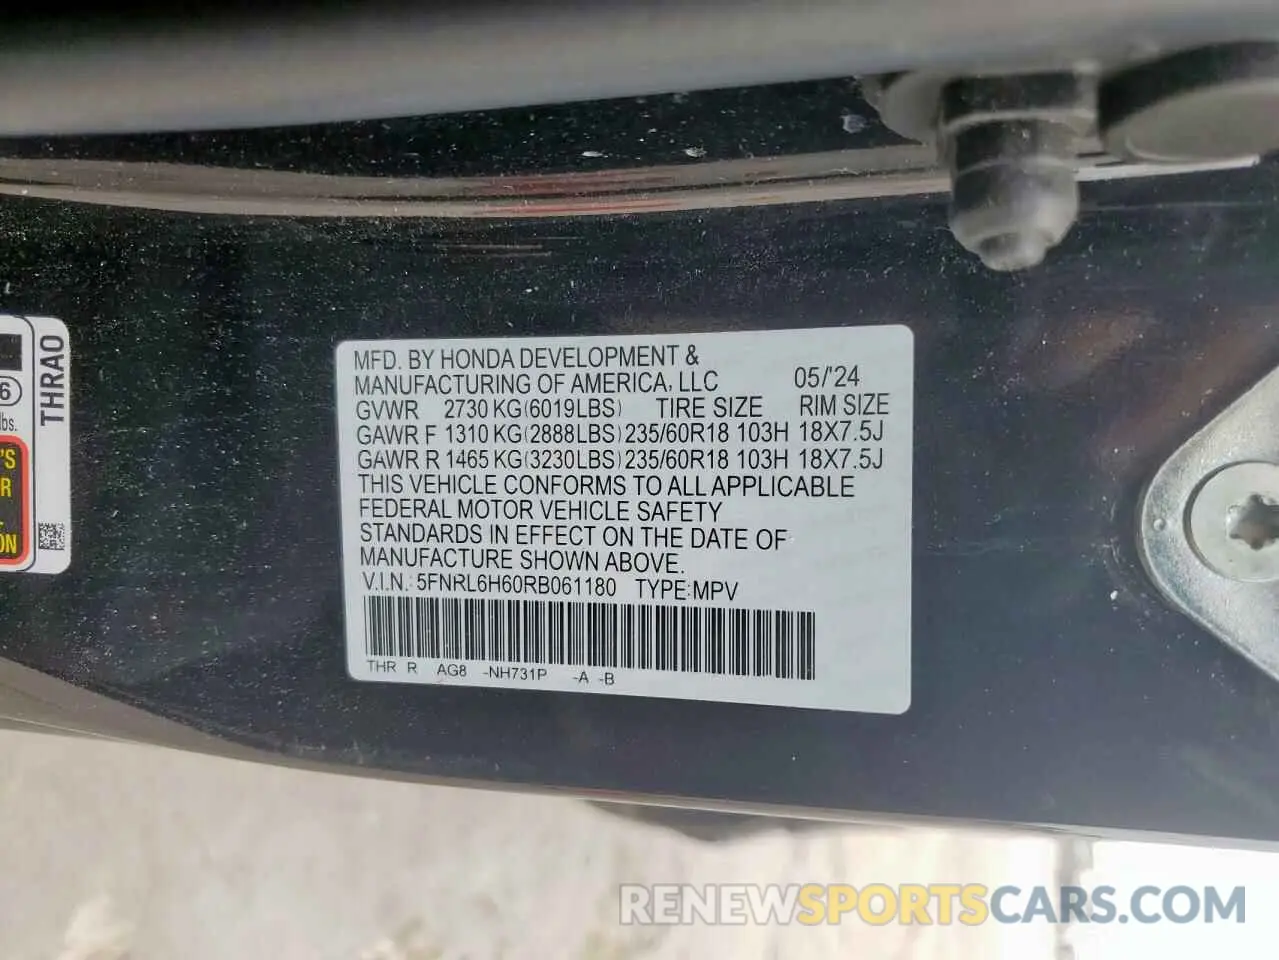 MFD. BY HONDA DEVELOPMENT &
MANUFACTURING OF AMERICA, LLC 05/'24
GVWR 2730 KG(6019LBS) TIRE SIZE RIM SIZE
GAWR F 1310 KG(2888LBS) 235/60R18 103H 18X7.5J
GAWR R 1465 KG(3230LBS) 235/60R18 103H 18X7.5J
THIS VEHICLE CONFORMS TO ALL APPLICABLE
FEDERAL MOTOR VEHICLE SAFETY
STANDARDS IN EFFECT ON THE DATE OF
MANUFACTURE SHOWN ABOVE.
V.I.N.: 5FNRL6H60RB061180 TYPE:MPV
THR R AG8 -NH731P -A -B
THRA0
6
lbs.
'S
R
ON
RENEWSPORTSCARS.COM